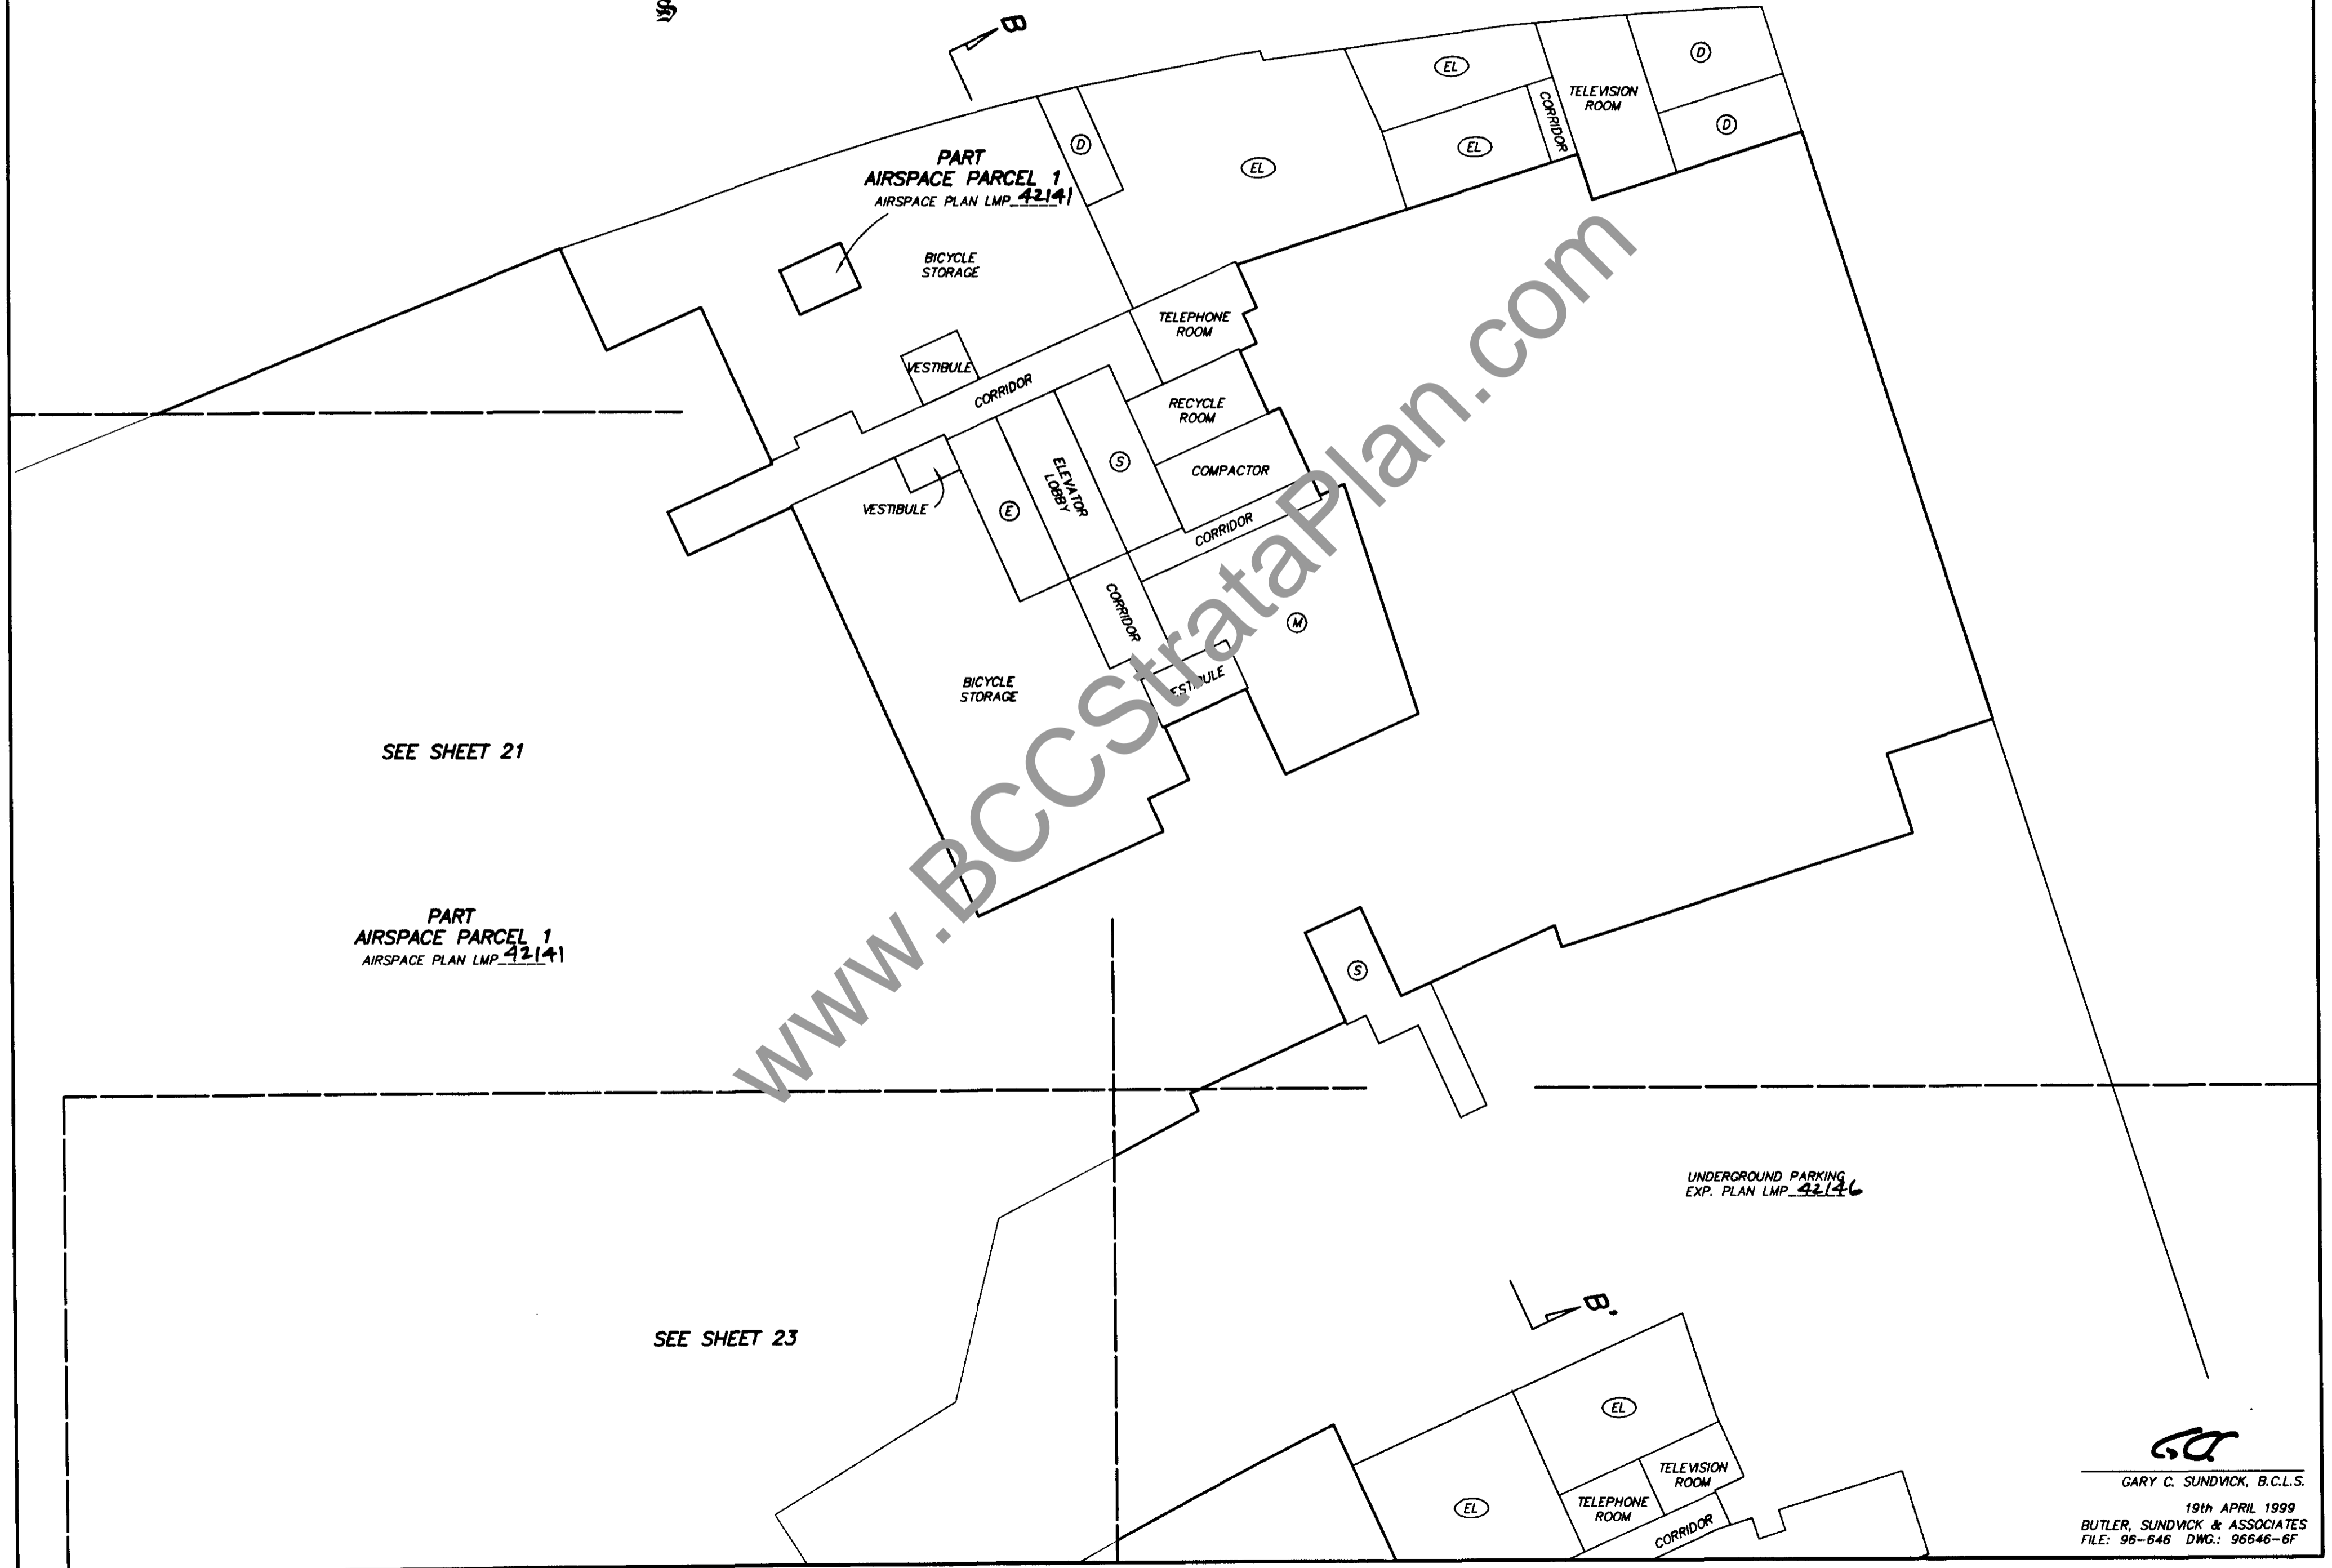 B
PART
AIRSPACE PARCEL 1
AIRSPACE PLAN LMP 42141
D
EL
EL
EL
CORRIDOR
TELEVISION
ROOM
D
D
BICYCLE
STORAGE
TELEPHONE
ROOM
VESTIBULE
CORRIDOR
RECYCLE
ROOM
COMPACTOR
VESTIBULE
E
ELEVATOR
LOBBY
S
CORRIDOR
CORRIDOR
M
VESTIBULE
BICYCLE
STORAGE
SEE SHEET 21
PART
AIRSPACE PARCEL 1
AIRSPACE PLAN LMP 42141
S
UNDERGROUND PARKING
EXP. PLAN LMP 42146
SEE SHEET 23
B'
EL
EL
TELEVISION
ROOM
TELEPHONE
ROOM
CORRIDOR
www.BCCStrataPlan.com
GARY C. SUNDVICK, B.C.L.S.
19th APRIL 1999
BUTLER, SUNDVICK & ASSOCIATES
FILE: 96-646 DWG.: 96646-6F